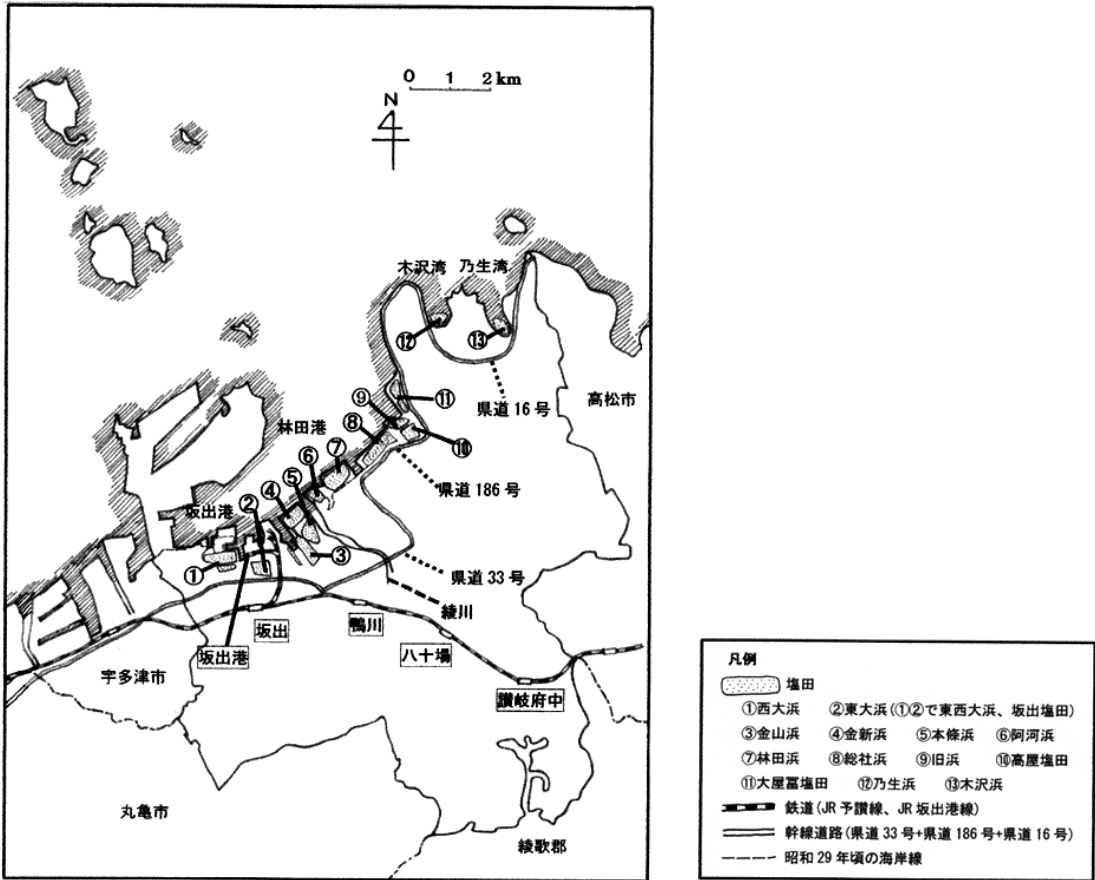 0 1 2 km
N
木沢湾 乃生湾
⑫
⑬
県道 16 号
高松市
⑨
⑪
林田港
⑧
⑩
⑦
⑥
県道 186 号
⑤
④
坂出港
②
③
①
県道 33 号
綾川
坂出
鴨川
坂出港
八十場
宇多津市
讃岐府中
丸亀市
綾歌郡
凡例
塩田
①西大浜 ②東大浜(①②で東西大浜、坂出塩田)
③金山浜 ④金新浜 ⑤本條浜 ⑥阿河浜
⑦林田浜 ⑧総社浜 ⑨旧浜 ⑩高屋塩田
⑪大屋冨塩田 ⑫乃生浜 ⑬木沢浜
鉄道(JR 予讃線、JR 坂出港線)
幹線道路(県道 33 号+県道 186 号+県道 16 号)
昭和 29 年頃の海岸線